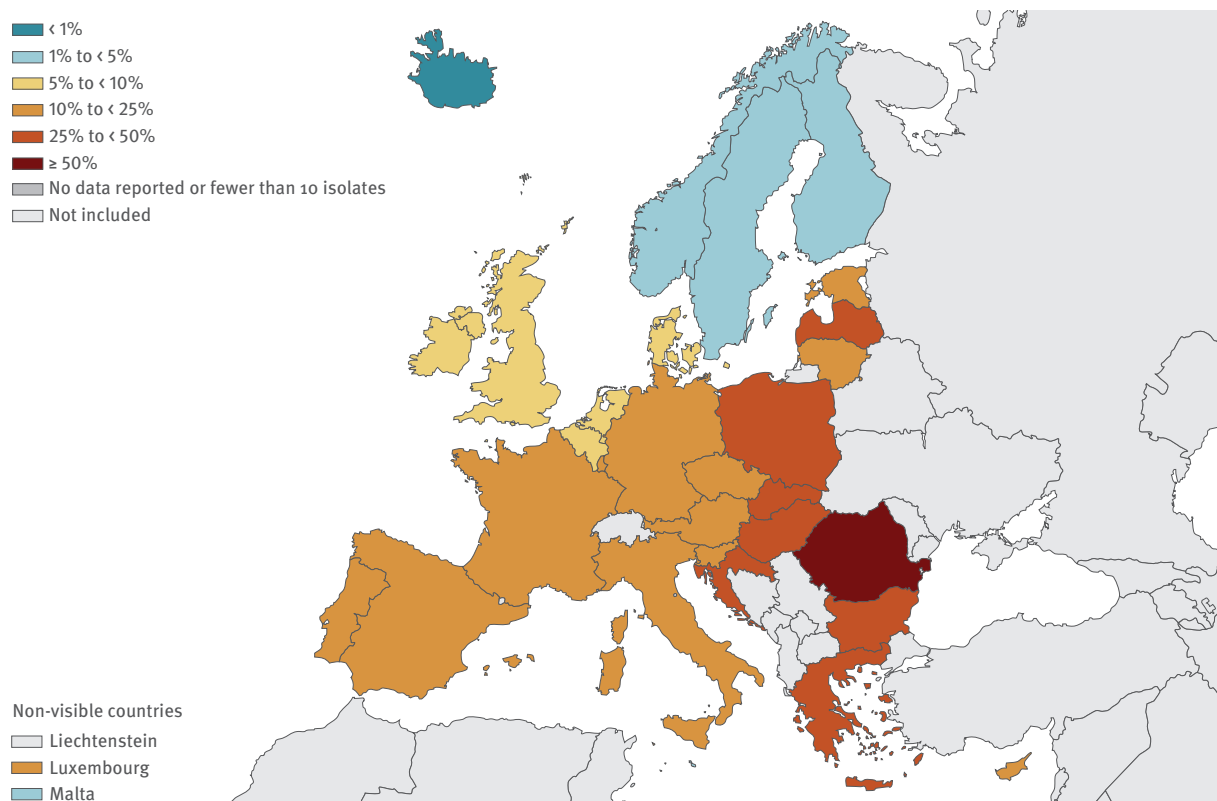 < 1%
1% to < 5%
5% to < 10%
10% to < 25%
25% to < 50%
≥ 50%
No data reported or fewer than 10 isolates
Not included
Non-visible countries
Liechtenstein
Luxembourg
Malta